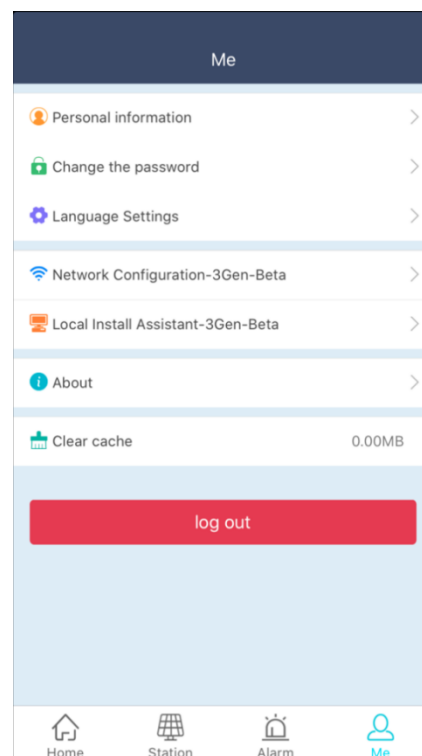 Me
Personal information
Change the password
Language Settings
Network Configuration-3Gen-Beta
Local Install Assistant-3Gen-Beta
About
Clear cache 0.00MB
log out
Home Station Alarm Me